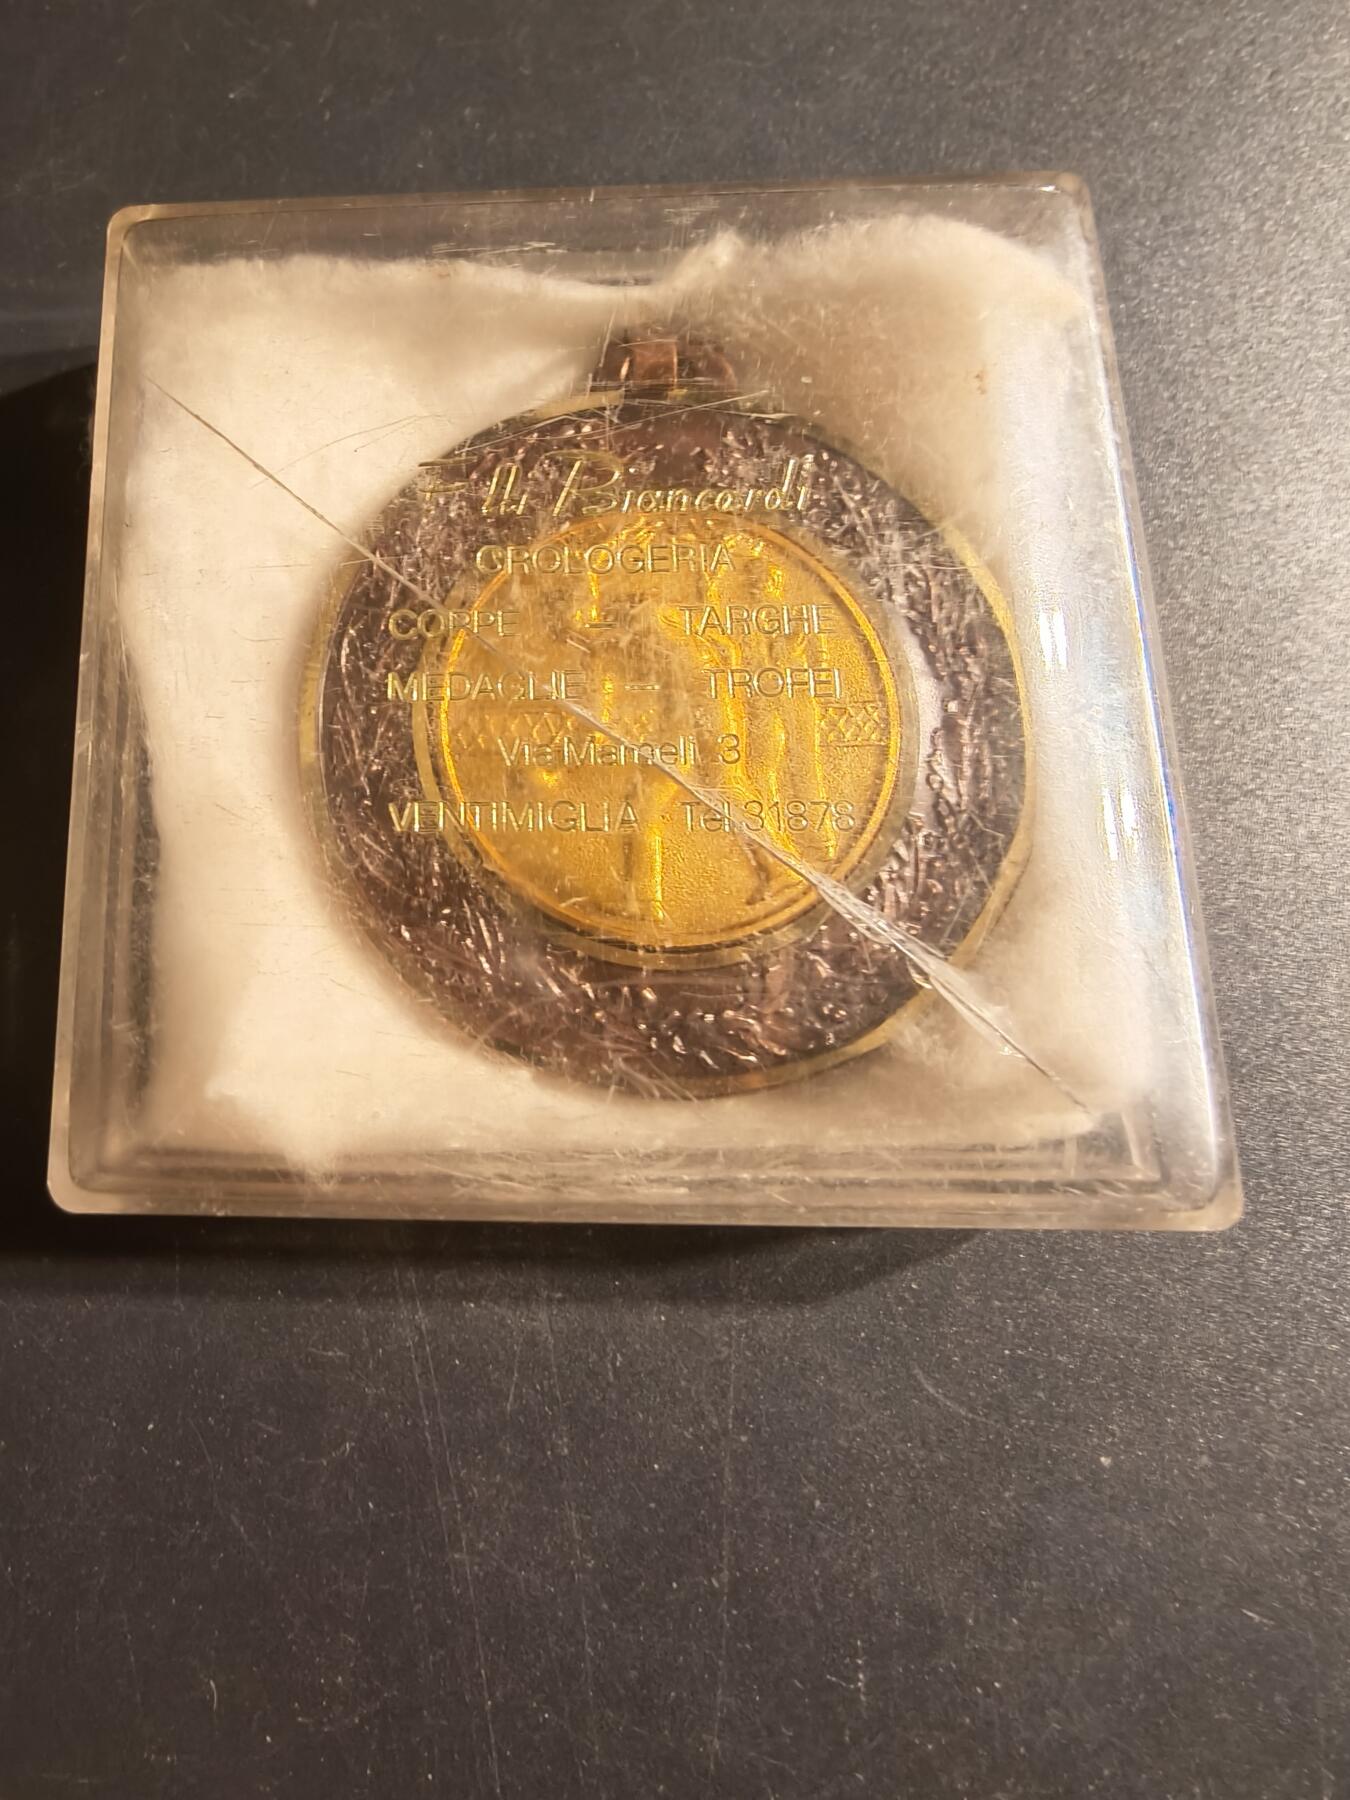 F.lli Biancardi
OROLOGERIA
COPPE — TARGHE
MEDAGLIE — TROFEI
Via Mameli 3
VENTIMIGLIA Tel.31878